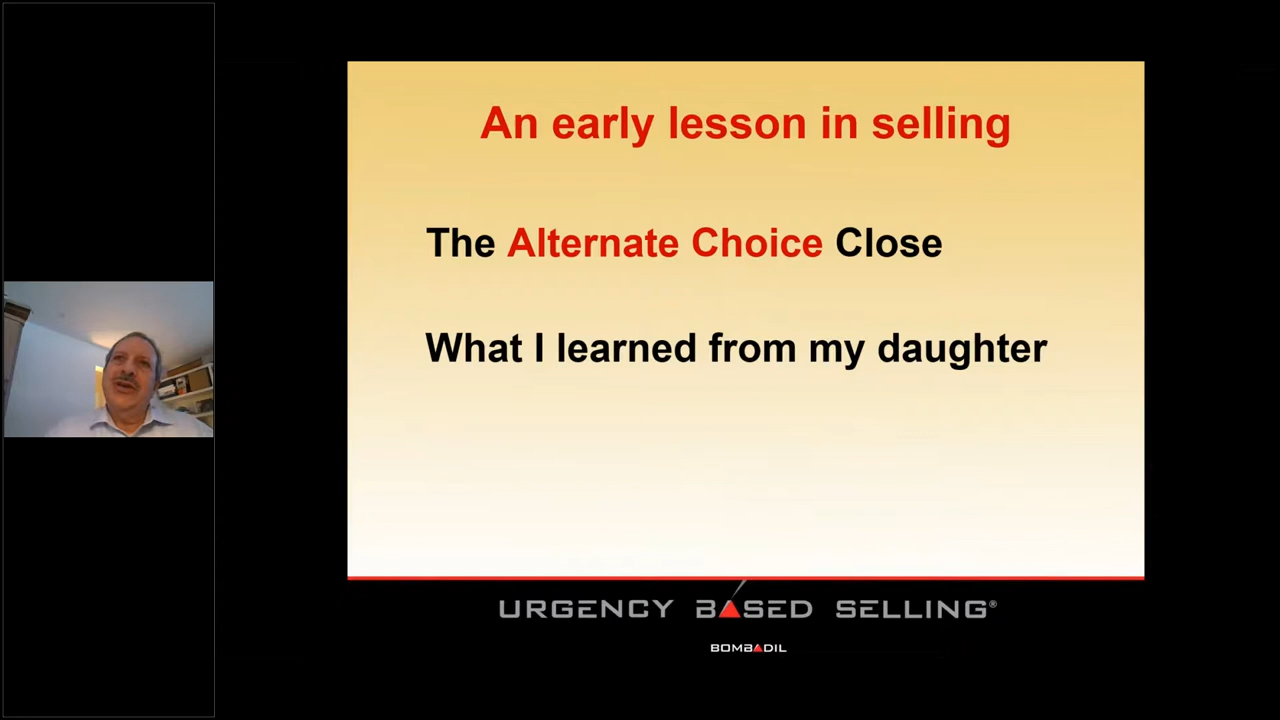 An early lesson in selling
The Alternate Choice Close
What I learned from my daughter
URGENCY BASED SELLING®
BOMBADIL